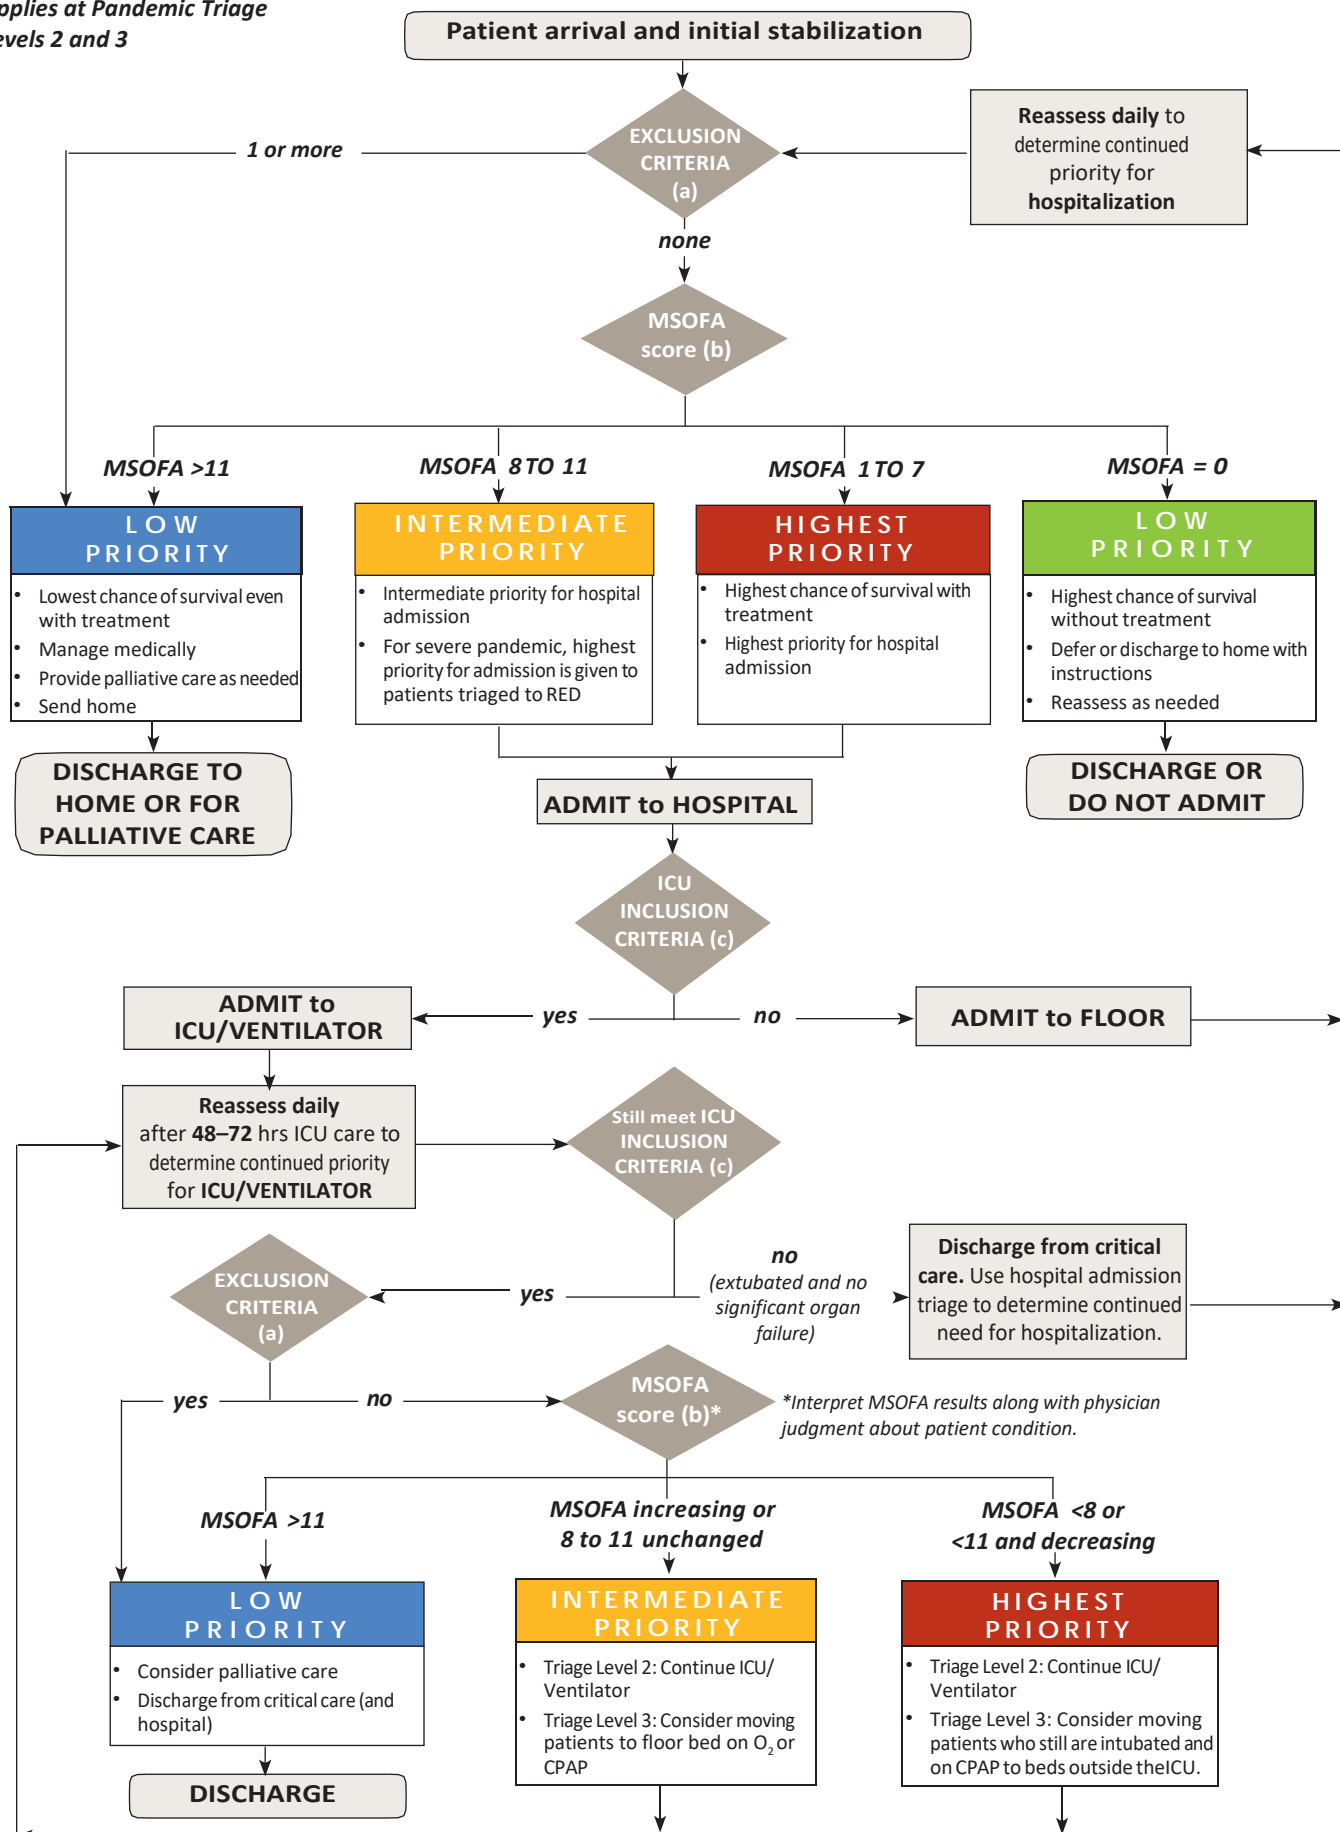 pplies at Pandemic Triage
evels 2 and 3
Patient arrival and initial stabilization
EXCLUSION
CRITERIA
(a)
Reassess daily to
determine continued
priority for
hospitalization
1 or more
none
MSOFA
score (b)
MSOFA >11
MSOFA 8 TO 11
MSOFA 1 TO 7
MSOFA = 0
LOW
PRIORITY
• Lowest chance of survival even
with treatment
• Manage medically
• Provide palliative care as needed
• Send home
INTERMEDIATE
PRIORITY
• Intermediate priority for hospital
admission
• For severe pandemic, highest
priority for admission is given to
patients triaged to RED
HIGHEST
PRIORITY
• Highest chance of survival with
treatment
• Highest priority for hospital
admission
LOW
PRIORITY
• Highest chance of survival
without treatment
• Defer or discharge to home with
instructions
• Reassess as needed
DISCHARGE TO
HOME OR FOR
PALLIATIVE CARE
ADMIT to HOSPITAL
DISCHARGE OR
DO NOT ADMIT
ICU
INCLUSION
CRITERIA (c)
ADMIT to
ICU/VENTILATOR
yes
no
ADMIT to FLOOR
Reassess daily
after 48–72 hrs ICU care to
determine continued priority
for ICU/VENTILATOR
Still meet ICU
INCLUSION
CRITERIA (c)
EXCLUSION
CRITERIA
(a)
yes
no
(extubated and no
significant organ
failure)
Discharge from critical
care. Use hospital admission
triage to determine continued
need for hospitalization.
yes
no
MSOFA
score (b)*
*Interpret MSOFA results along with physician
judgment about patient condition.
MSOFA >11
MSOFA increasing or
8 to 11 unchanged
MSOFA <8 or
<11 and decreasing
LOW
PRIORITY
• Consider palliative care
• Discharge from critical care (and
hospital)
INTERMEDIATE
PRIORITY
• Triage Level 2: Continue ICU/
Ventilator
• Triage Level 3: Consider moving
patients to floor bed on O2 or
CPAP
HIGHEST
PRIORITY
• Triage Level 2: Continue ICU/
Ventilator
• Triage Level 3: Consider moving
patients who still are intubated and
on CPAP to beds outside theICU.
DISCHARGE